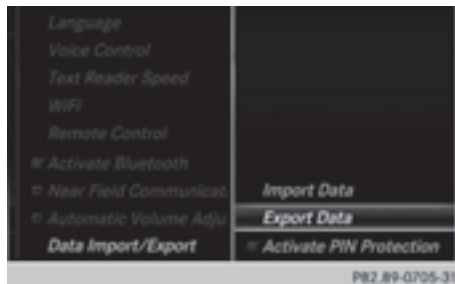 Language
Voice Control
Text Reader Speed
WiFi
Remote Control
Activate Bluetooth
Near Field Communicat
Automatic Volume Adju
Data Import/Export
Import Data
Export Data
Activate PIN Protection
P82.89-0705-31